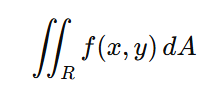 ∬_R f(x, y) dA